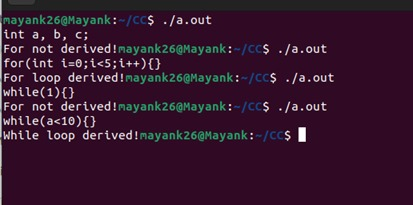 mayank26@Mayank:~/CC$ ./a.out
int a, b, c;
For not derived!mayank26@Mayank:~/CC$ ./a.out
for(int i=0;i<5;i++){}
For loop derived!mayank26@Mayank:~/CC$ ./a.out
while(1){}
For not derived!mayank26@Mayank:~/CC$ ./a.out
while(a<10){}
While loop derived!mayank26@Mayank:~/CC$